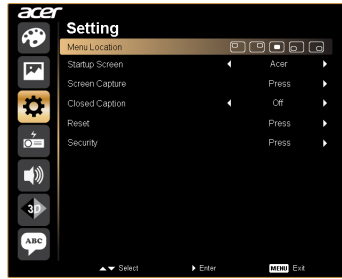 acer
Setting
Menu Location
Startup Screen Acer
Screen Capture Press
Closed Caption Off
Reset Press
Security Press
3D
ABC
Select Enter MENU Exit